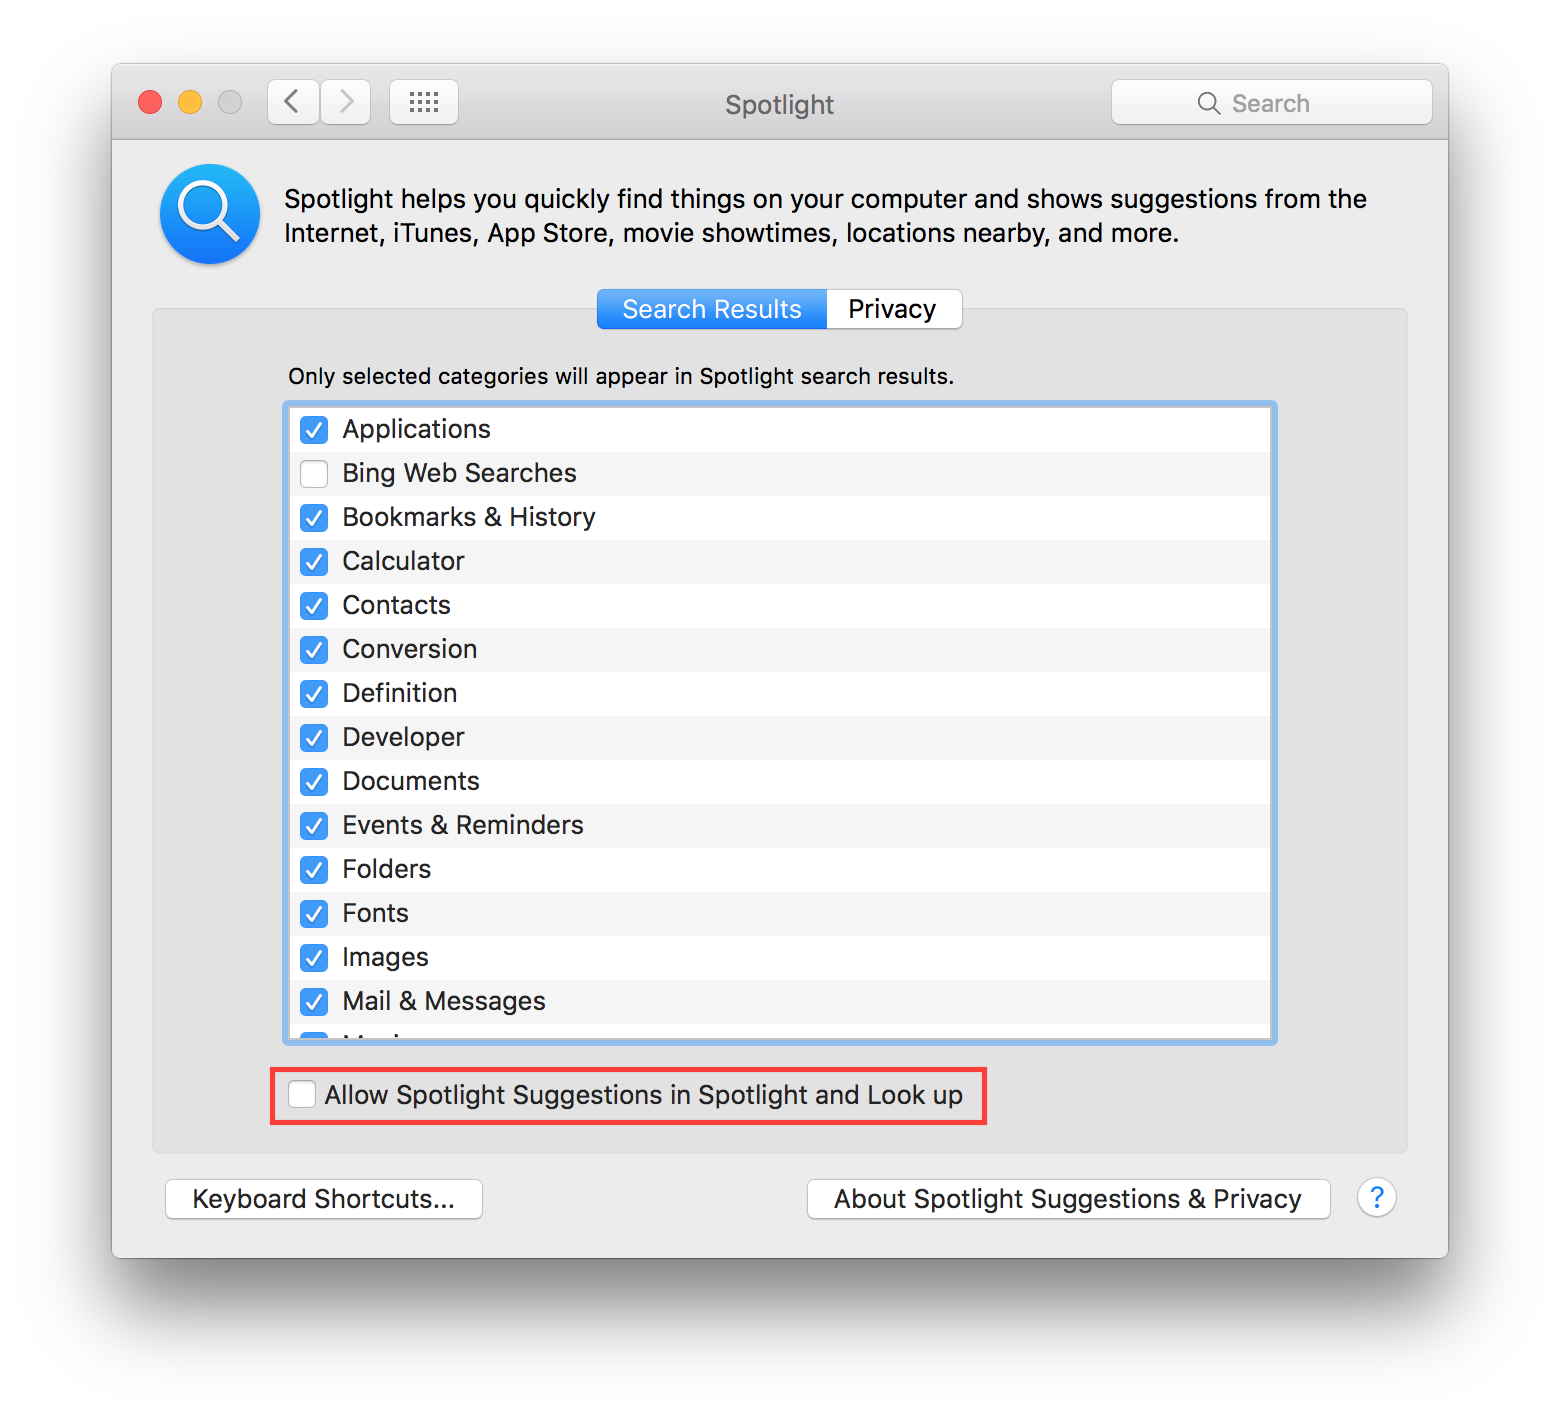 Spotlight
Search
Spotlight helps you quickly find things on your computer and shows suggestions from the
Internet, iTunes, App Store, movie showtimes, locations nearby, and more.
Search Results
Privacy
Only selected categories will appear in Spotlight search results.
Applications
Bing Web Searches
Bookmarks & History
Calculator
Contacts
Conversion
Definition
Developer
Documents
Events & Reminders
Folders
Fonts
Images
Mail & Messages
Allow Spotlight Suggestions in Spotlight and Look up
Keyboard Shortcuts...
About Spotlight Suggestions & Privacy
?